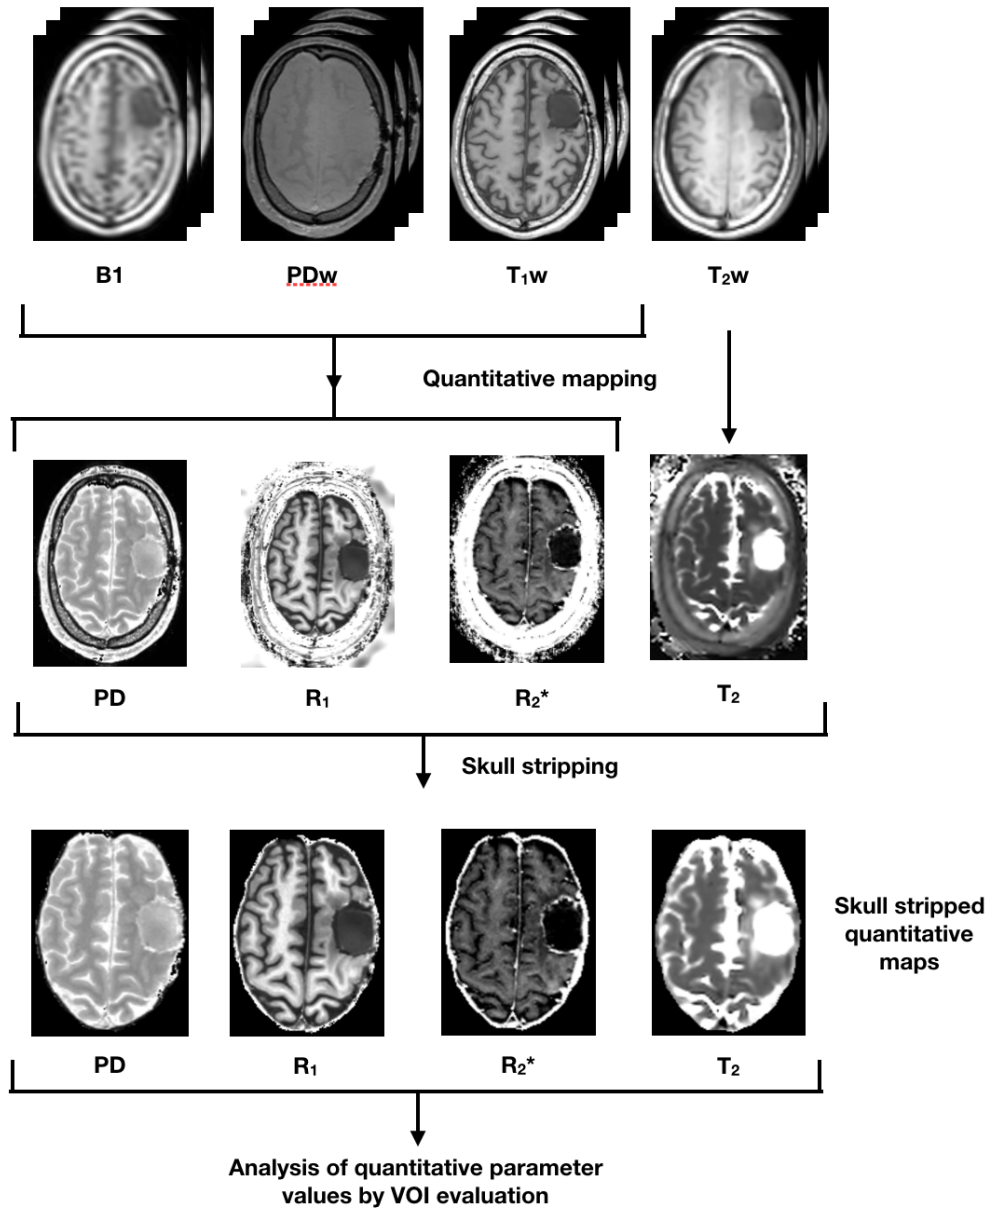 B1 PDw T₁w T₂w
Quantitative mapping
PD R₁ R₂* T₂
Skull stripping
Skull stripped
quantitative
maps
PD R₁ R₂* T₂
Analysis of quantitative parameter
values by VOI evaluation